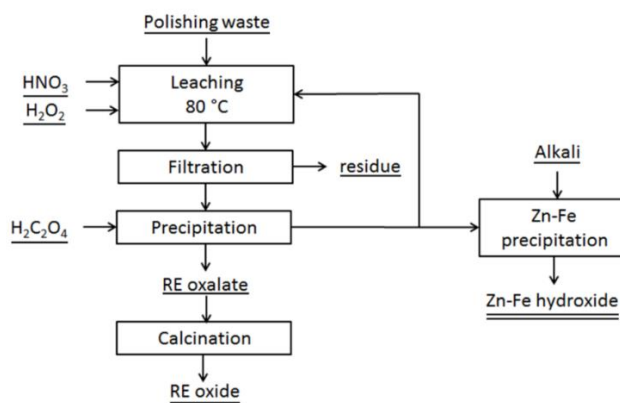 Polishing waste
HNO₃
H₂O₂
Leaching
80 °C
Filtration
residue
Alkali
H₂C₂O₄
Precipitation
Zn-Fe
precipitation
RE oxalate
Zn-Fe hydroxide
Calcination
RE oxide